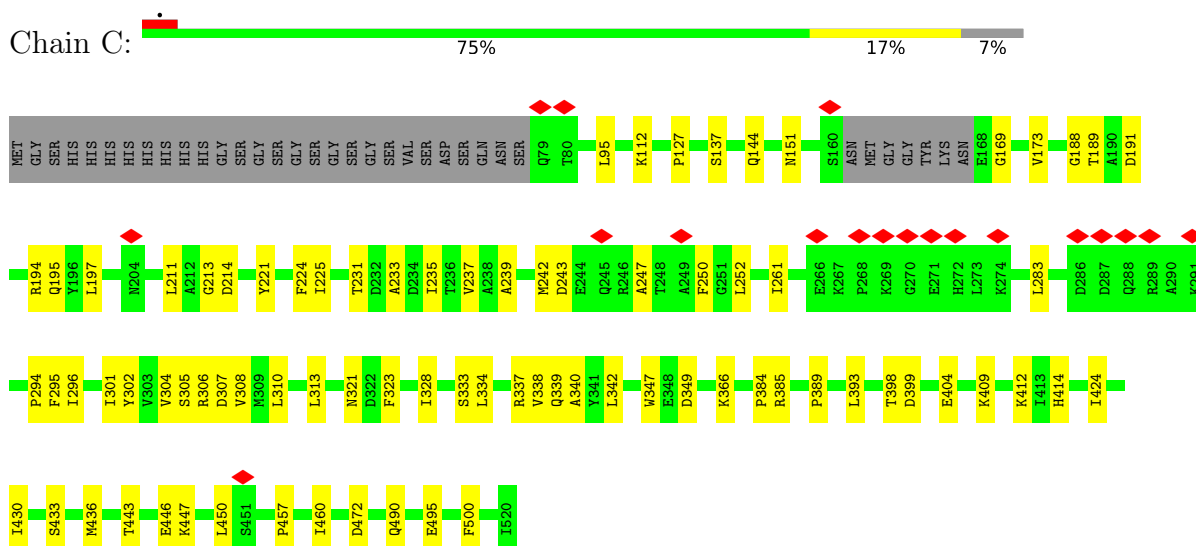 Chain C:
75% 17% 7%
MET GLY SER HIS HIS HIS HIS HIS HIS HIS HIS GLY SER GLY SER GLY SER GLY SER GLY SER VAL SER ASP SER GLN ASN SER Q79 T80 L95 K112 P127 S137 Q144 N151 S160 ASN MET GLY GLY TYR LYS ASN E168 G169 V173 G188 T189 A190 D191
R194 Q195 Y196 L197 N204 L211 A212 G213 D214 Y221 F224 I225 T231 D232 A233 D234 I235 T236 V237 A238 A239 M242 D243 E244 Q245 R246 A247 T248 A249 F250 G251 L252 I261 E266 K267 P268 K269 G270 E271 H272 L273 K274 L283 D286 D287 Q288 R289 A290 K291
P294 F295 I296 I301 Y302 V303 V304 S305 R306 D307 V308 M309 L310 L313 N321 D322 F323 I328 S333 L334 R337 V338 Q339 A340 Y341 L342 W347 E348 D349 K366 P384 R385 P389 L393 T398 D399 E404 K409 K412 I413 H414 I424
I430 S433 M436 T443 E446 K447 L450 S451 P457 I460 D472 Q490 E495 F500 I520